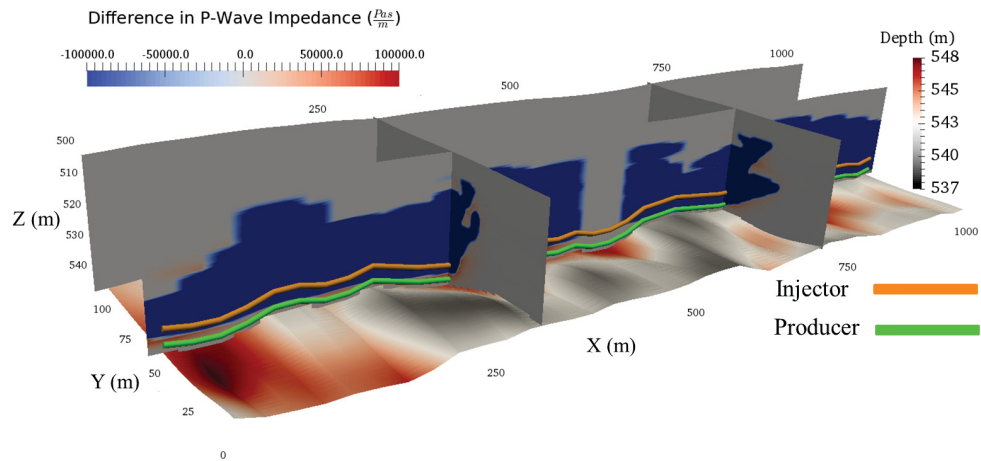 Difference in P-Wave Impedance (Pas/m)
-100000.0 -50000.0 0.0 50000.0 100000.0
Depth (m)
548
545
543
540
537
250
500
750
1000
500
510
520
530
540
Z (m)
100
75
50
25
0
Y (m)
250
500
750
1000
X (m)
Injector
Producer